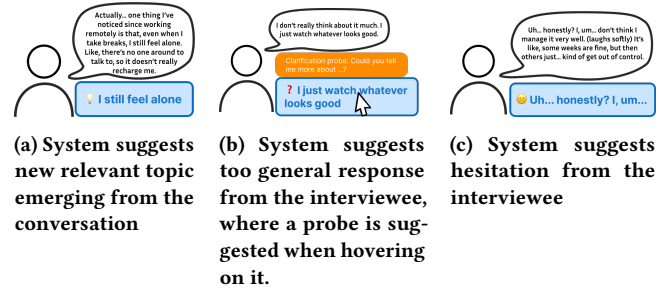 Actually... one thing I've
noticed since working
remotely is that, even when I
take breaks, I still feel alone.
Like, there's no one around to
talk to, so it doesn't really
recharge me.
💡 I still feel alone
(a) System suggests
new relevant topic
emerging from the
conversation
I don't really think about it much. I
just watch whatever looks good.
Clarification probe: Could you tell
me more about ..?
❓ I just watch whatever
looks good
(b) System suggests
too general response
from the interviewee,
where a probe is sug-
gested when hovering
on it.
Uh... honestly? I, um... don't think I
manage it very well. (laughs softly) It's
like, some weeks are fine, but then
others just... kind of get out of control.
🤔 Uh... honestly? I, um...
(c) System suggests
hesitation from the
interviewee